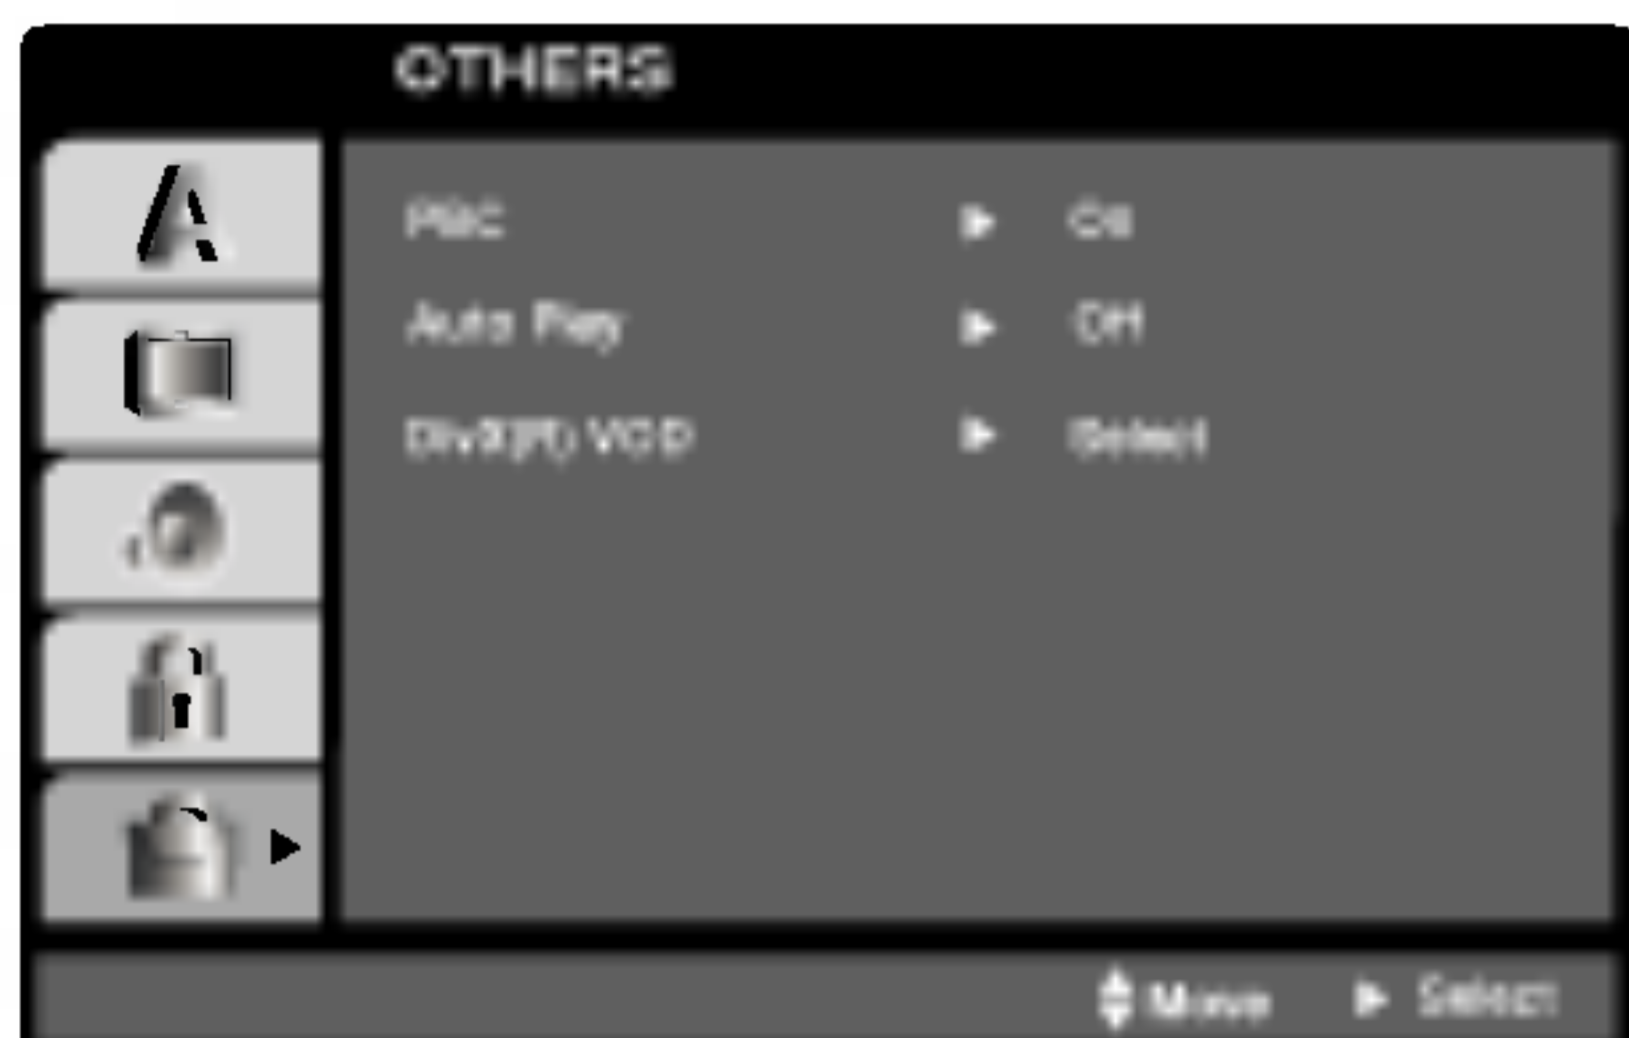 OTHERS
PBC On
Auto Play Off
DivX(R) VOD Select
Move Select